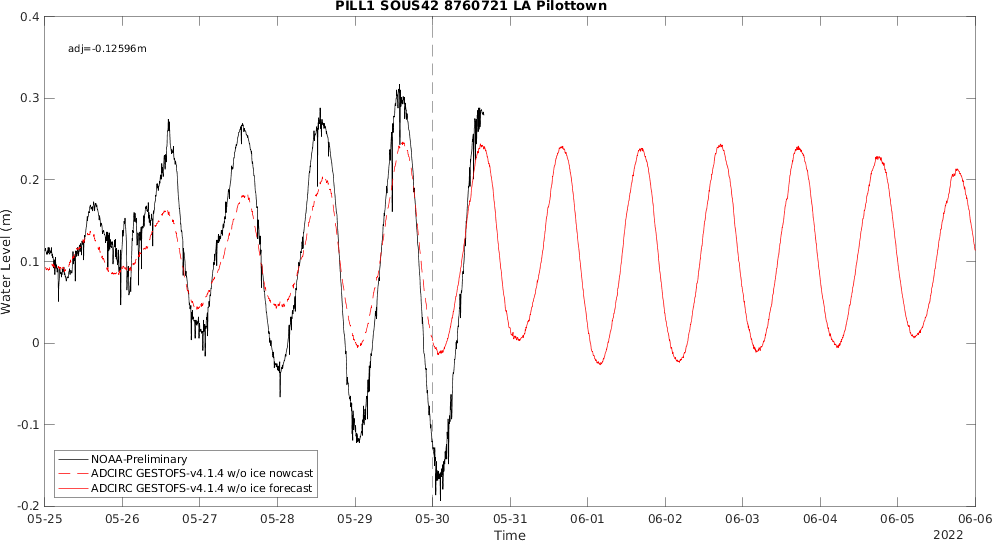 PILL1 SOUS42 8760721 LA Pilottown
adj=-0.12596m
0.4
0.3
0.2
0.1
0
-0.1
-0.2
Water Level (m)
NOAA-Preliminary
ADCIRC GESTOFS-v4.1.4 w/o ice nowcast
ADCIRC GESTOFS-v4.1.4 w/o ice forecast
05-25 05-26 05-27 05-28 05-29 05-30 05-31 06-01 06-02 06-03 06-04 06-05 06-06
Time
2022